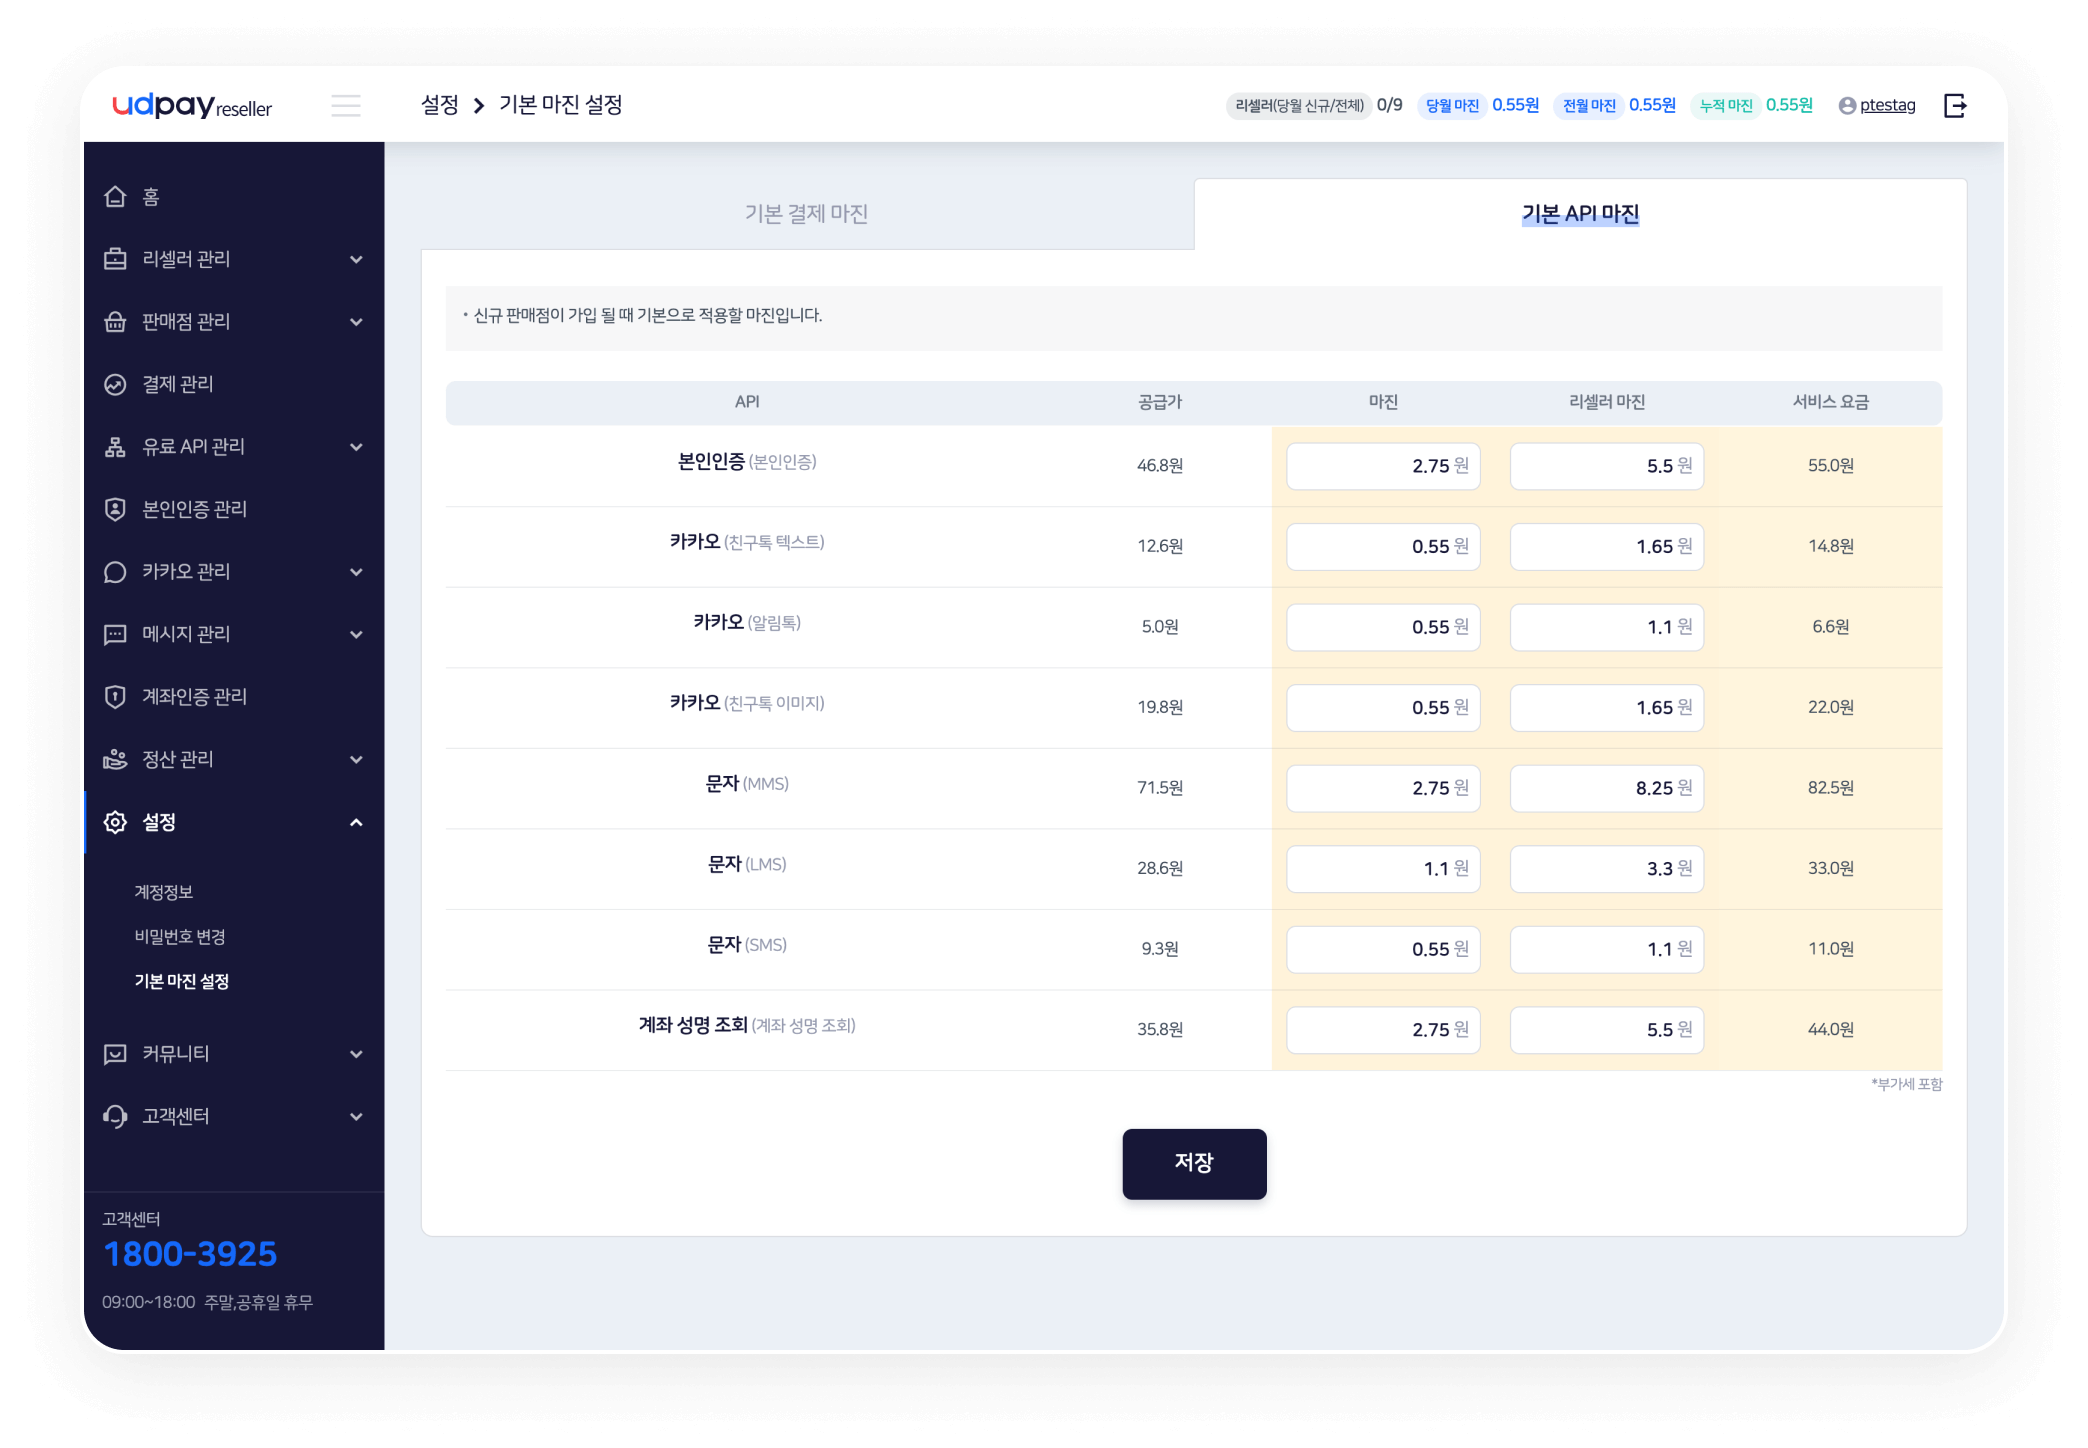 udpay reseller
설정 > 기본 마진 설정
리셀러(당월 신규/전체) 0/9 당월 마진 0.55원 전월 마진 0.55원 누적 마진 0.55원 ptestag
홈
리셀러 관리
판매점 관리
결제 관리
유료 API 관리
본인인증 관리
카카오 관리
메시지 관리
계좌인증 관리
정산 관리
설정
계정정보
비밀번호 변경
기본 마진 설정
커뮤니티
고객센터
고객센터
1800-3925
09:00~18:00 주말,공휴일 휴무
기본 결제 마진 기본 API 마진
• 신규 판매점이 가입 될 때 기본으로 적용할 마진입니다.
API 공급가 마진 리셀러 마진 서비스 요금
본인인증 (본인인증) 46.8원 2.75 원 5.5 원 55.0원
카카오 (친구톡 텍스트) 12.6원 0.55 원 1.65 원 14.8원
카카오 (알림톡) 5.0원 0.55 원 1.1 원 6.6원
카카오 (친구톡 이미지) 19.8원 0.55 원 1.65 원 22.0원
문자 (MMS) 71.5원 2.75 원 8.25 원 82.5원
문자 (LMS) 28.6원 1.1 원 3.3 원 33.0원
문자 (SMS) 9.3원 0.55 원 1.1 원 11.0원
계좌 성명 조회 (계좌 성명 조회) 35.8원 2.75 원 5.5 원 44.0원
*부가세 포함
저장